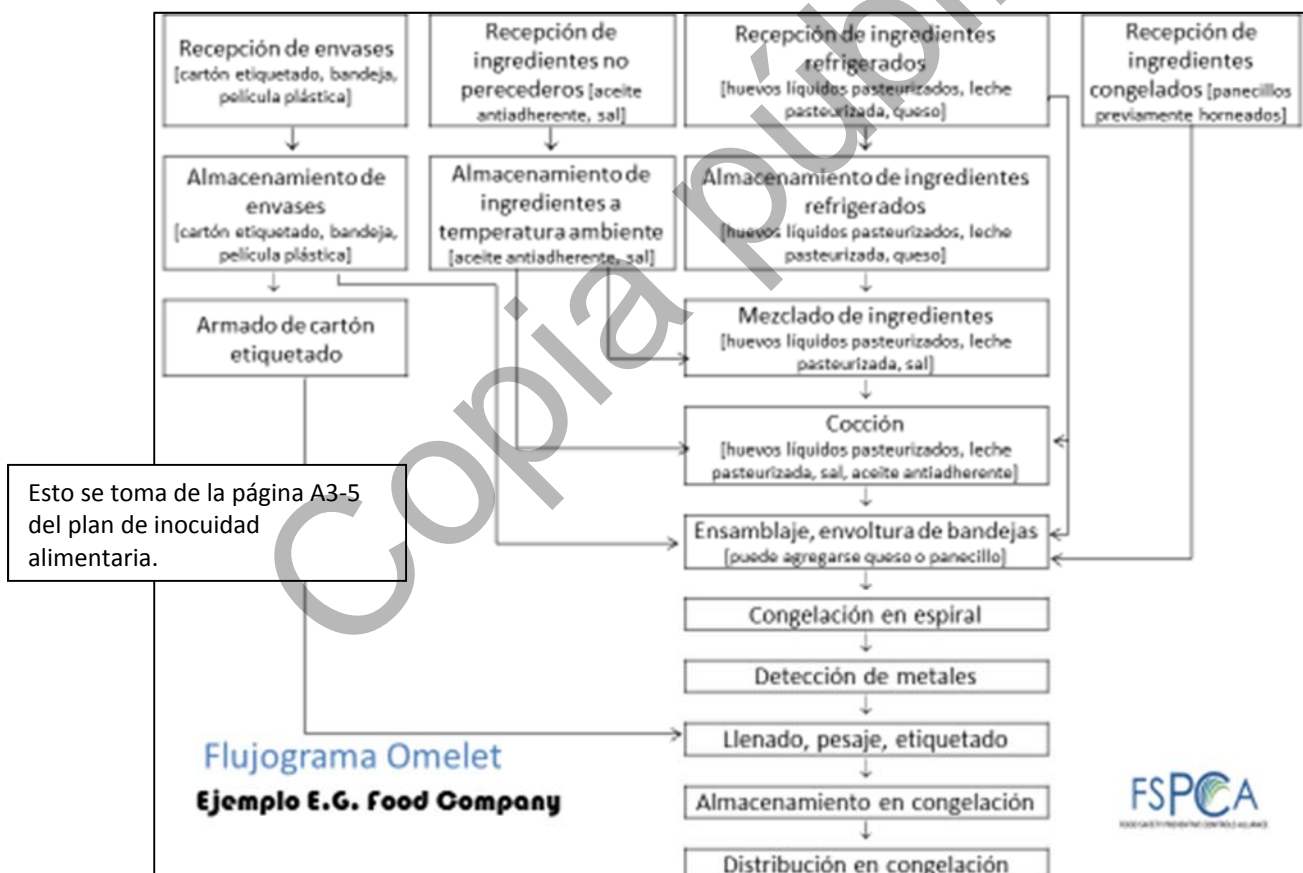 Recepción de envases
[cartón etiquetado, bandeja,
película plástica]
Recepción de
ingredientes no
perecederos [aceite
antiadherente, sal]
Recepción de ingredientes
refrigerados
[huevos líquidos pasteurizados, leche
pasteurizada, queso]
Recepción de
ingredientes
congelados [panecillos
previamente horneados]
Almacenamiento de
envases
[cartón etiquetado, bandeja,
película plástica]
Almacenamiento de
ingredientes a
temperatura ambiente
[aceite antiadherente, sal]
Almacenamiento de ingredientes
refrigerados
[huevos líquidos pasteurizados, leche
pasteurizada, queso]
Armado de cartón
etiquetado
Mezclado de ingredientes
[huevos líquidos pasteurizados, leche
pasteurizada, sal]
Cocción
[huevos líquidos pasteurizados, leche
pasteurizada, sal, aceite antiadherente]
Esto se toma de la página A3-5
del plan de inocuidad
alimentaria.
Ensamblaje, envoltura de bandejas
[puede agregarse queso o panecillo]
Congelación en espiral
Detección de metales
Llenado, pesaje, etiquetado
Almacenamiento en congelación
Distribución en congelación
Flujograma Omelet
Ejemplo E.G. Food Company
FSPCA
FOOD SAFETY PREVENTIVE CONTROLS ALLIANCE
Copia